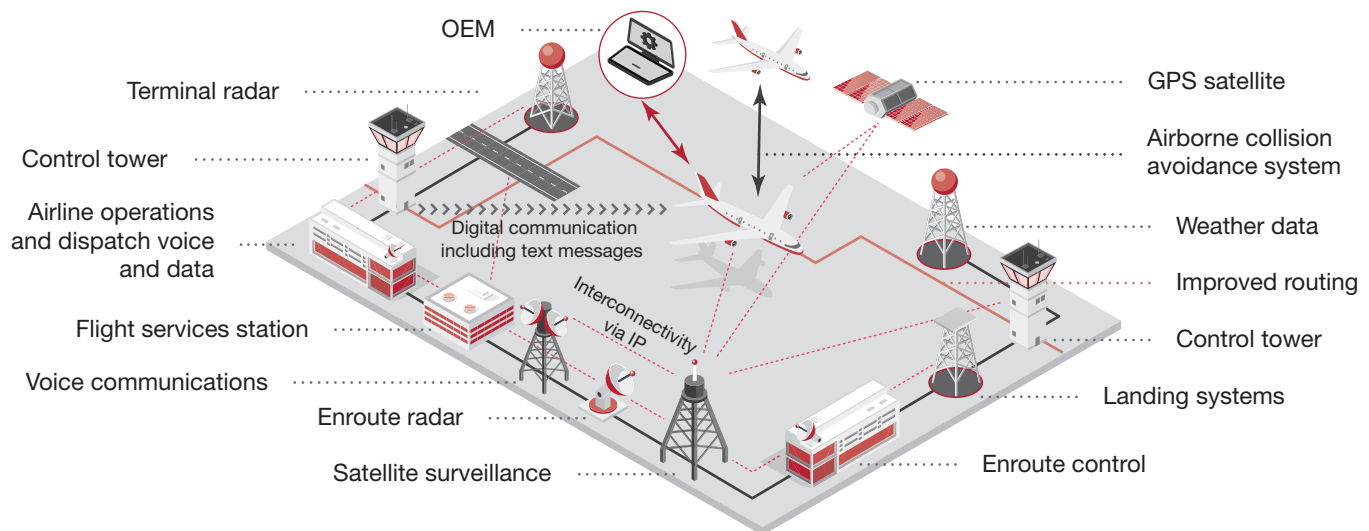 OEM
Terminal radar
Control tower
Airline operations
and dispatch voice
and data
Flight services station
Voice communications
Enroute radar
Satellite surveillance
Digital communication
including text messages
Interconnectivity
via IP
GPS satellite
Airborne collision
avoidance system
Weather data
Improved routing
Control tower
Landing systems
Enroute control